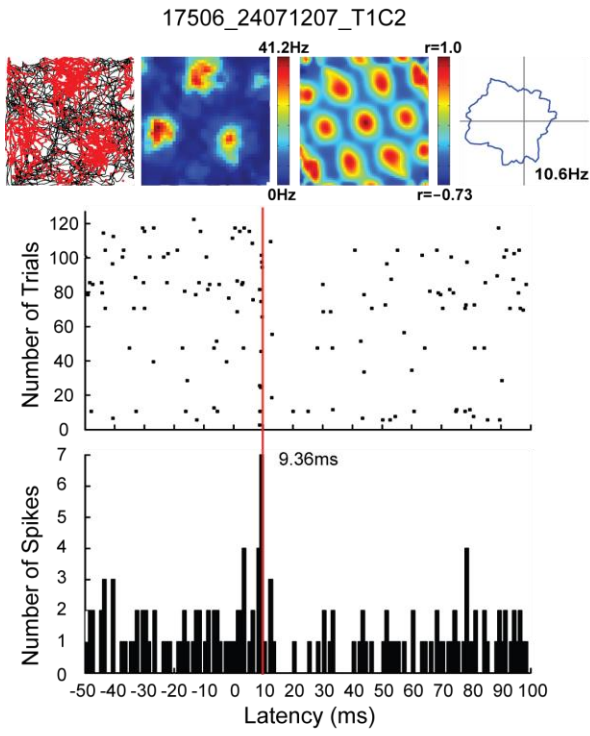 17506_24071207_T1C2
41.2Hz r=1.0
0Hz r=−0.73 10.6Hz
Number of Trials
120
100
80
60
40
20
0
9.36ms
Number of Spikes
7
6
5
4
3
2
1
0
-50 -40 -30 -20 -10 0 10 20 30 40 50 60 70 80 90 100
Latency (ms)